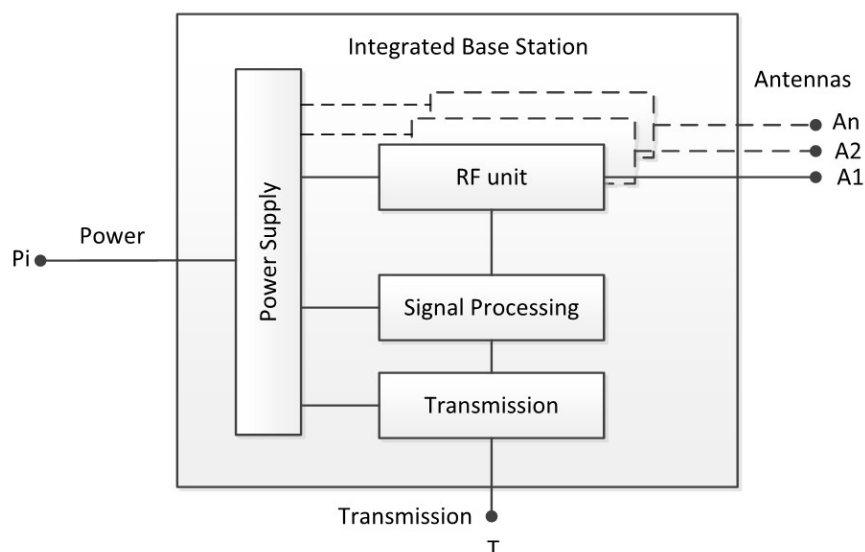 Integrated Base Station
Antennas
An
A2
A1
RF unit
Power Supply
Power
Pi
Signal Processing
Transmission
Transmission
T